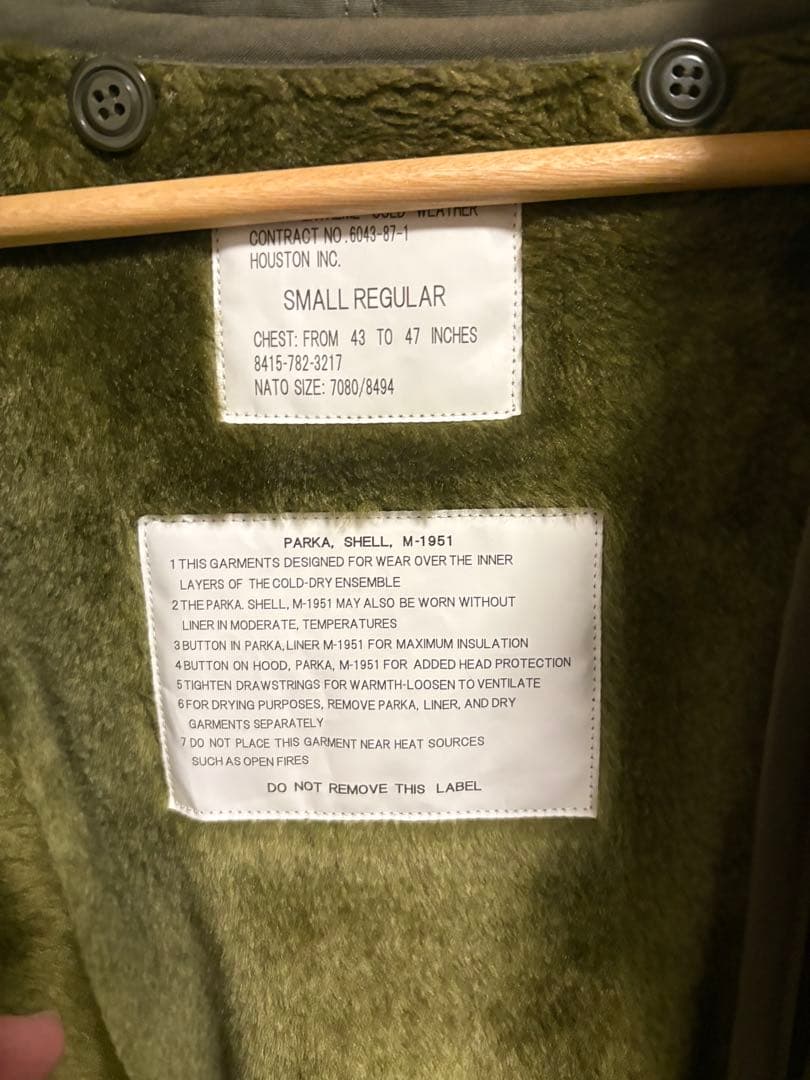 COLD WEATHER
CONTRACT NO.6043-87-1
HOUSTON INC.
SMALL REGULAR
CHEST: FROM 43 TO 47 INCHES
8415-782-3217
NATO SIZE: 7080/8494
PARKA, SHELL, M-1951
1 THIS GARMENTS DESIGNED FOR WEAR OVER THE INNER
LAYERS OF THE COLD-DRY ENSEMBLE
2 THE PARKA. SHELL, M-1951 MAY ALSO BE WORN WITHOUT
LINER IN MODERATE, TEMPERATURES
3 BUTTON IN PARKA, LINER M-1951 FOR MAXIMUM INSULATION
4 BUTTON ON HOOD, PARKA, M-1951 FOR ADDED HEAD PROTECTION
5 TIGHTEN DRAWSTRINGS FOR WARMTH-LOOSEN TO VENTILATE
6 FOR DRYING PURPOSES, REMOVE PARKA, LINER, AND DRY
GARMENTS SEPARATELY
7 DO NOT PLACE THIS GARMENT NEAR HEAT SOURCES
SUCH AS OPEN FIRES
DO NOT REMOVE THIS LABEL